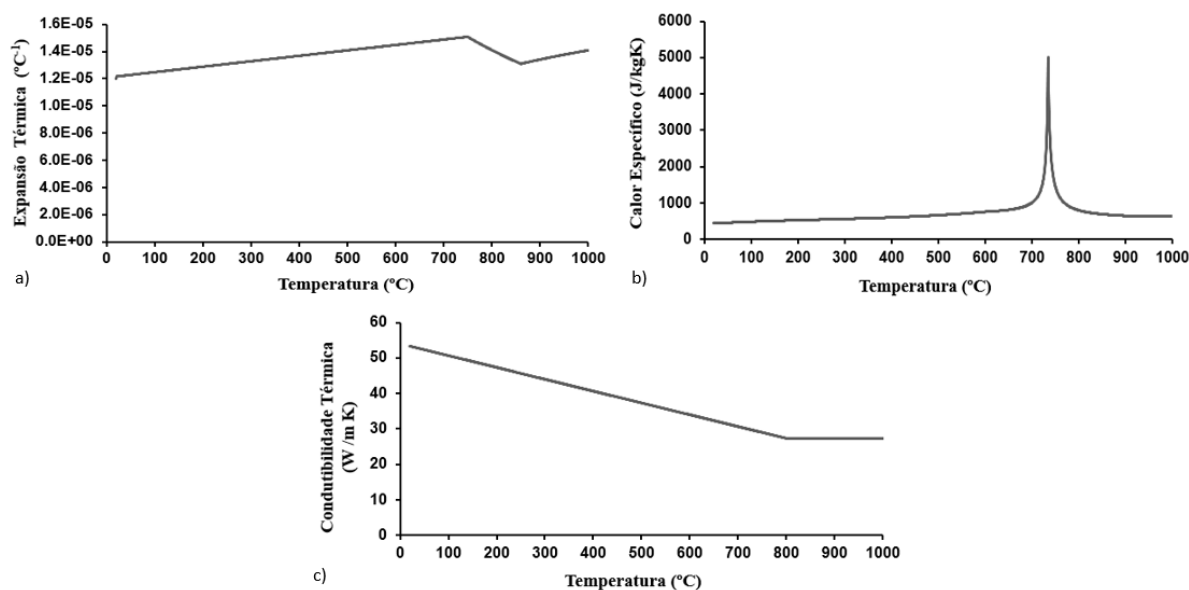 Expansão Térmica (ºC⁻¹)
1.6E-05
1.4E-05
1.2E-05
1.0E-05
8.0E-06
6.0E-06
4.0E-06
2.0E-06
0.0E+00
0 100 200 300 400 500 600 700 800 900 1000
Temperatura (ºC)
a)
Calor Específico (J/kgK)
6000
5000
4000
3000
2000
1000
0
0 100 200 300 400 500 600 700 800 900 1000
Temperatura (ºC)
b)
Condutibilidade Térmica
(W /m K)
60
50
40
30
20
10
0
0 100 200 300 400 500 600 700 800 900 1000
Temperatura (ºC)
c)